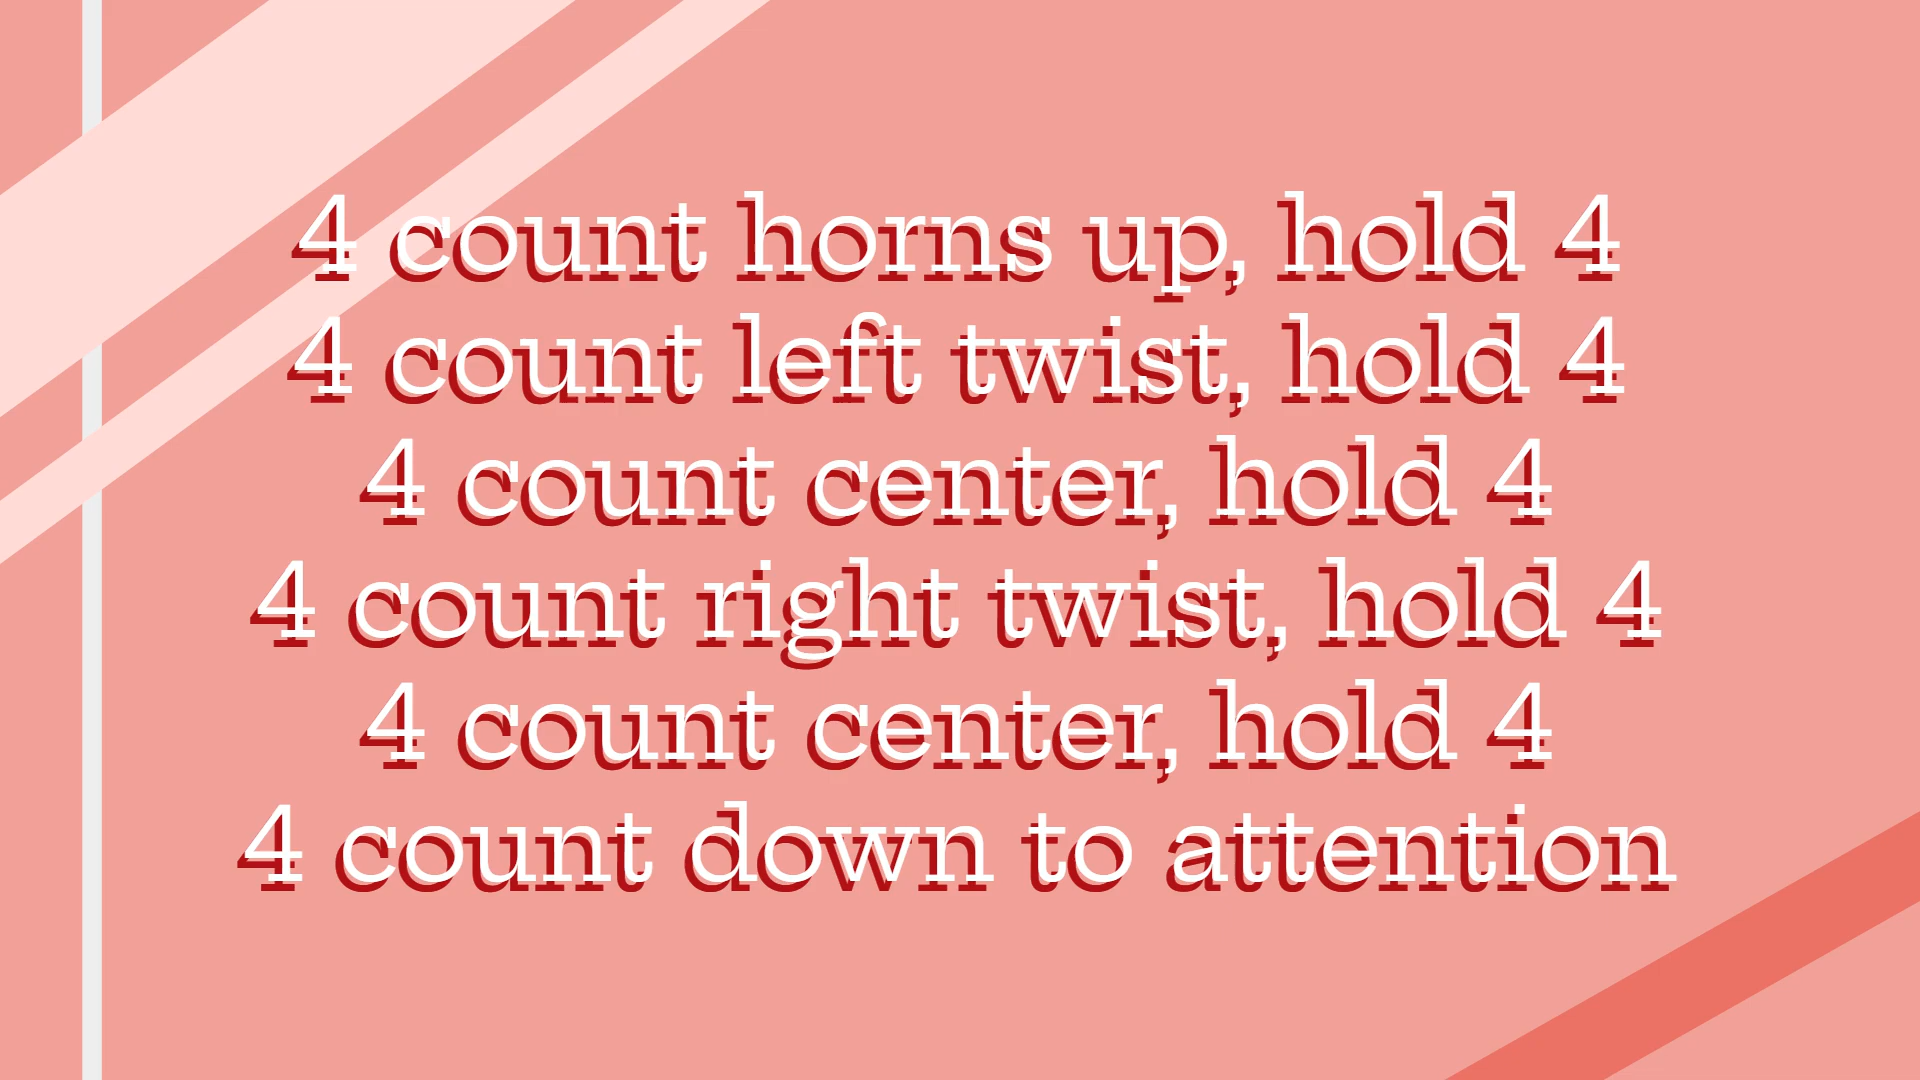 4 count horns up, hold 4
4 count left twist, hold 4
4 count center, hold 4
4 count right twist, hold 4
4 count center, hold 4
4 count down to attention